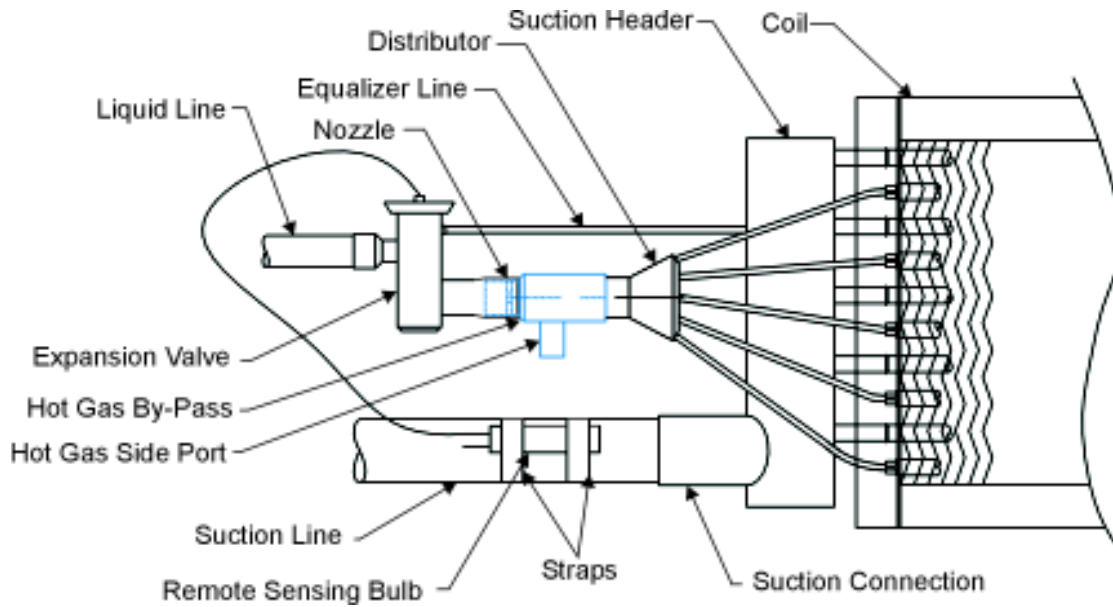 Suction Header
Coil
Distributor
Equalizer Line
Liquid Line
Nozzle
Expansion Valve
Hot Gas By-Pass
Hot Gas Side Port
Suction Line
Straps
Remote Sensing Bulb
Suction Connection